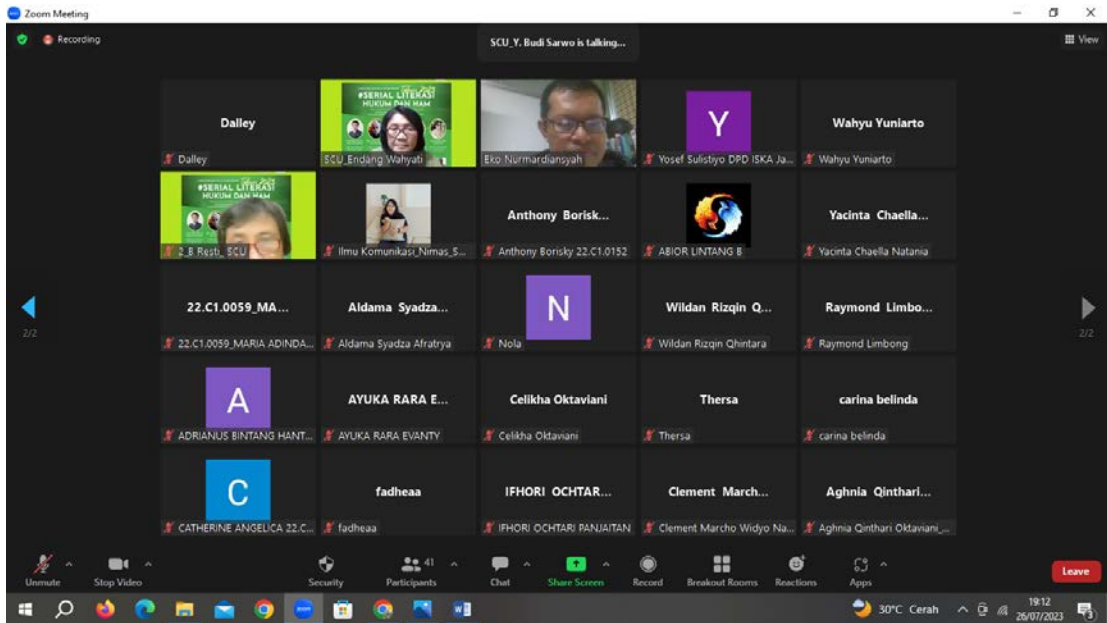 Zoom Meeting
Recording
SCU_Y. Budi Sarwo is talking...
View
Dalley
Dalley
#SERIAL LITERASI
HUKUM DAN HAM
SCU_Endang Wahyati
Eko Nurmardiansyah
Y
Yosef Sulistiyo DPD ISKA Ja...
Wahyu Yuniarto
Wahyu Yuniarto
#SERIAL LITERASI
HUKUM DAN HAM
2_B Resti_ SCU
Ilmu Komunikasi_Nimas_S...
Anthony Borisk...
Anthony Borisky 22.C1.0152
ABIOR LINTANG B
Yacinta Chaella...
Yacinta Chaella Natania
2/2
22.C1.0059_MA...
22.C1.0059_MARIA ADINDA...
Aldama Syadza...
Aldama Syadza Afratrya
N
Nola
Wildan Rizqin Q...
Wildan Rizqin Qhintara
Raymond Limbo...
Raymond Limbong
2/2
A
ADRIANUS BINTANG HANT...
AYUKA RARA E...
AYUKA RARA EVANTY
Celikha Oktaviani
Celikha Oktaviani
Thersa
Thersa
carina belinda
carina belinda
C
CATHERINE ANGELICA 22.C...
fadheaa
fadheaa
IFHORI OCHTAR...
IFHORI OCHTARI PANJAITAN
Clement March...
Clement Marcho Widyo Na...
Aghnia Qinthari...
Aghnia Qinthari Oktaviani_...
Unmute
Stop Video
Security
Participants
41
Chat
Share Screen
Record
Breakout Rooms
Reactions
Apps
Leave
30°C Cerah
19:12
26/07/2023
3